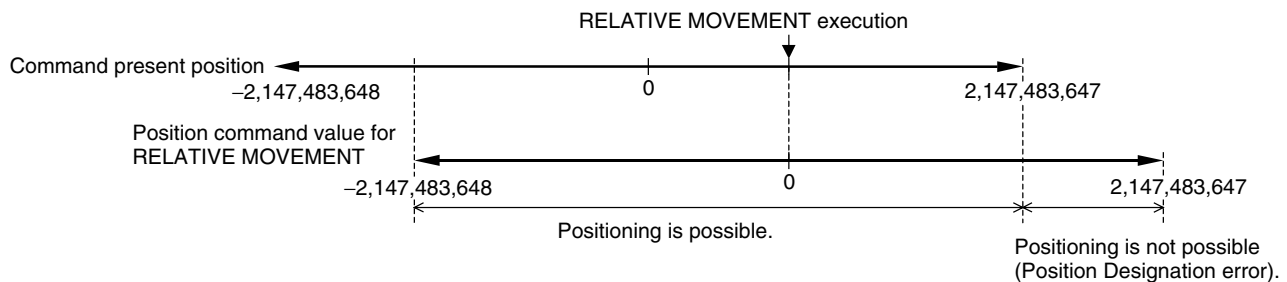 RELATIVE MOVEMENT execution
Command present position
−2,147,483,648
0
2,147,483,647
Position command value for
RELATIVE MOVEMENT
−2,147,483,648
0
2,147,483,647
Positioning is possible.
Positioning is not possible
(Position Designation error).